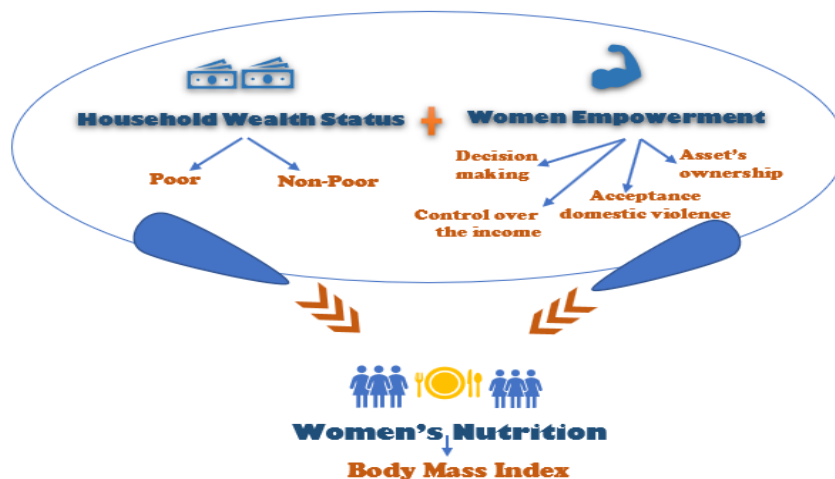 Household Wealth Status + Women Empowerment
Poor
Non-Poor
Decision
making
Asset's
ownership
Control over
the income
Acceptance
domestic violence
Women's Nutrition
Body Mass Index